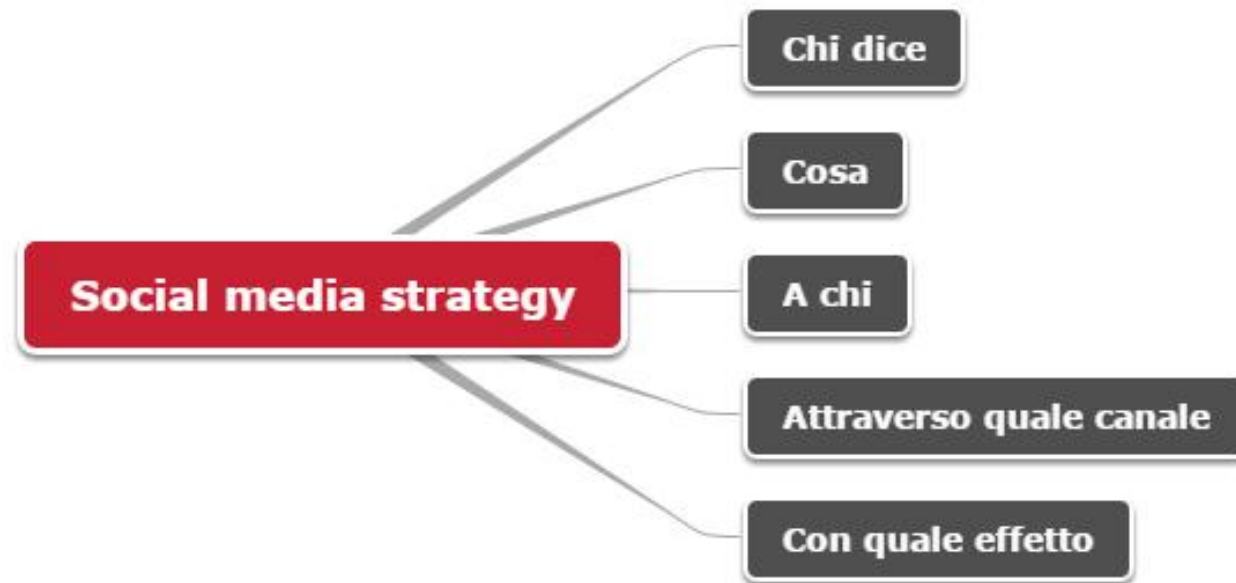 Social media strategy
Chi dice
Cosa
A chi
Attraverso quale canale
Con quale effetto